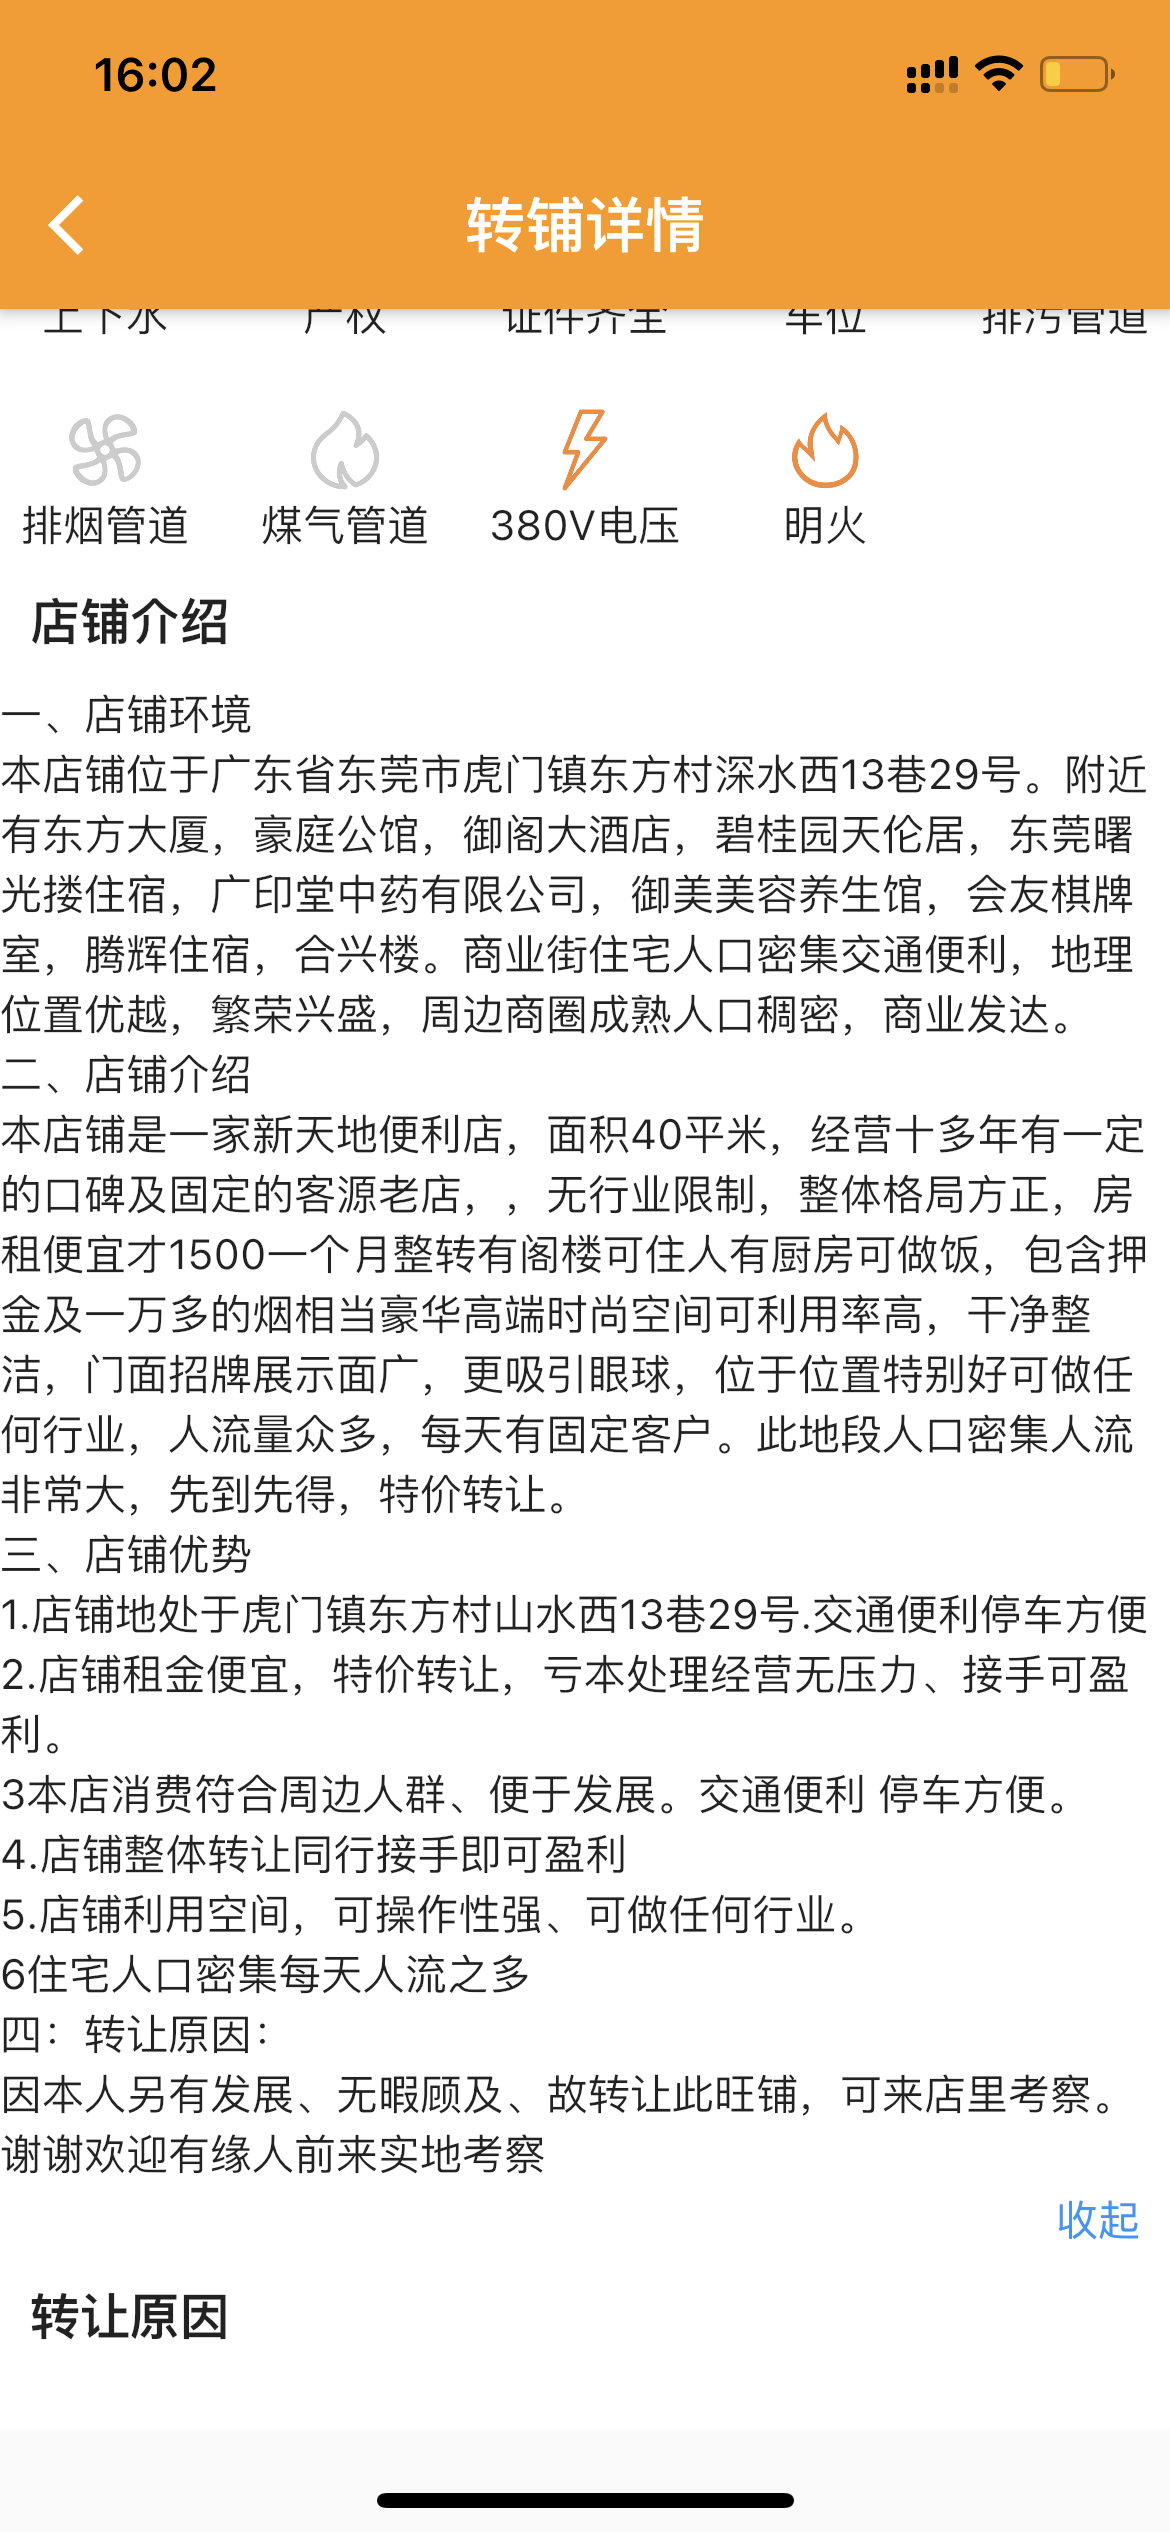 16:02
转铺详情
上下水 产权 证件齐全 车位 排污管道
排烟管道 煤气管道 380V电压 明火
店铺介绍
一、店铺环境
本店铺位于广东省东莞市虎门镇东方村深水西13巷29号。附近
有东方大厦，豪庭公馆，御阁大酒店，碧桂园天伦居，东莞曙
光搂住宿，广印堂中药有限公司，御美美容养生馆，会友棋牌
室，腾辉住宿，合兴楼。商业街住宅人口密集交通便利，地理
位置优越，繁荣兴盛，周边商圈成熟人口稠密，商业发达。
二、店铺介绍
本店铺是一家新天地便利店，面积40平米，经营十多年有一定
的口碑及固定的客源老店，，无行业限制，整体格局方正，房
租便宜才1500一个月整转有阁楼可住人有厨房可做饭，包含押
金及一万多的烟相当豪华高端时尚空间可利用率高，干净整
洁，门面招牌展示面广，更吸引眼球，位于位置特别好可做任
何行业，人流量众多，每天有固定客户。此地段人口密集人流
非常大，先到先得，特价转让。
三、店铺优势
1.店铺地处于虎门镇东方村山水西13巷29号.交通便利停车方便
2.店铺租金便宜，特价转让，亏本处理经营无压力、接手可盈
利。
3本店消费符合周边人群、便于发展。交通便利 停车方便。
4.店铺整体转让同行接手即可盈利
5.店铺利用空间，可操作性强、可做任何行业。
6住宅人口密集每天人流之多
四：转让原因：
因本人另有发展、无暇顾及、故转让此旺铺，可来店里考察。
谢谢欢迎有缘人前来实地考察
收起
转让原因